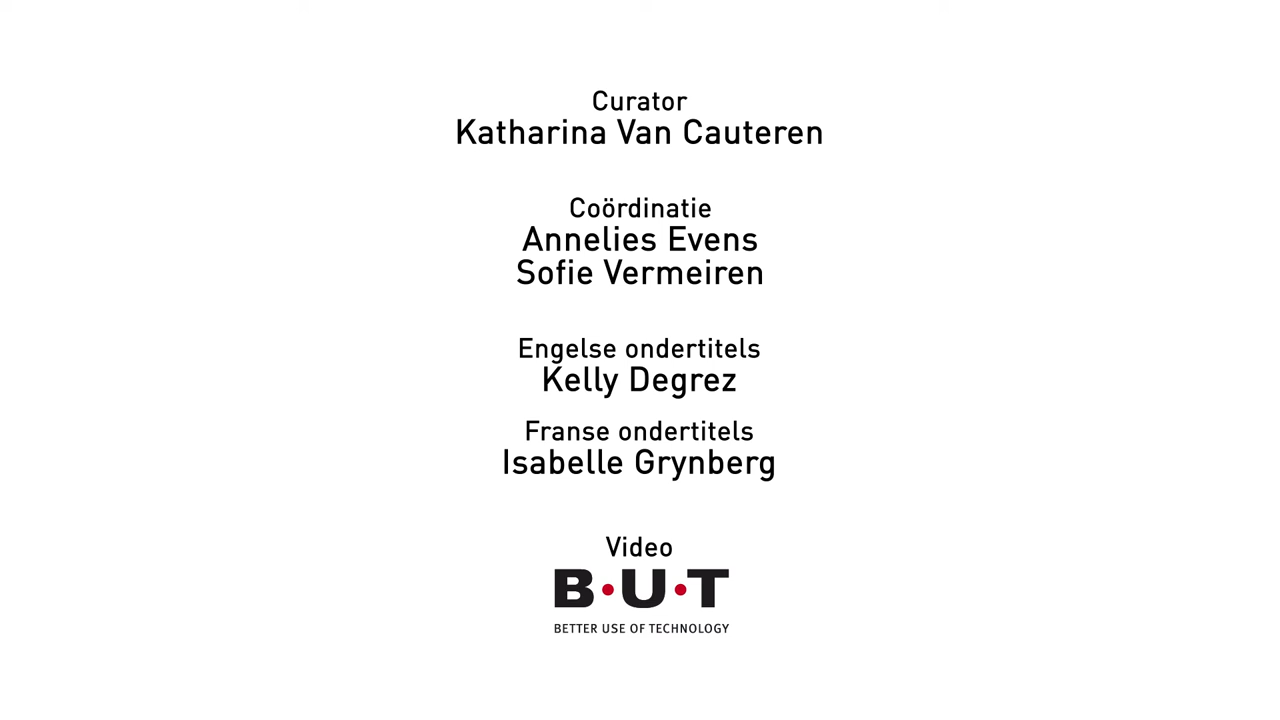 Curator
Katharina Van Cauteren
Coördinatie
Annelies Evens
Sofie Vermeiren
Engelse ondertitels
Kelly Degrez
Franse ondertitels
Isabelle Grynberg
Video
B•U•T
BETTER USE OF TECHNOLOGY